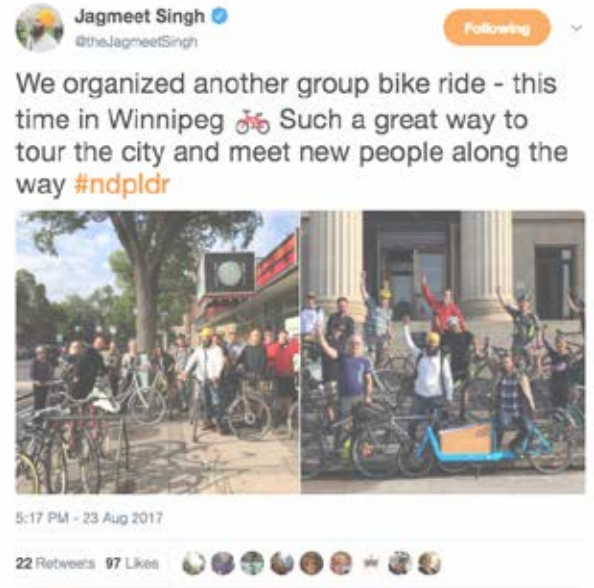 Jagmeet Singh
@theJagmeetSingh
Following
We organized another group bike ride - this
time in Winnipeg 🚲 Such a great way to
tour the city and meet new people along the
way #ndpldr
5:17 PM - 23 Aug 2017
22 Retweets 97 Likes